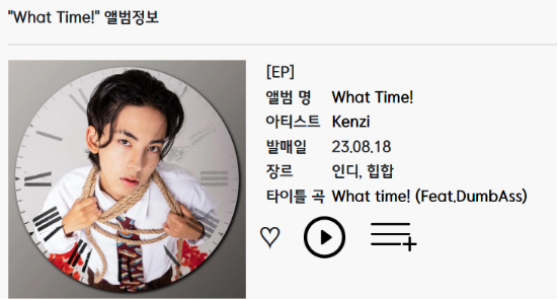 "What Time!" 앨범정보
[EP]
앨범 명 What Time!
아티스트 Kenzi
발매일 23.08.18
장르 인디, 힙합
타이틀 곡 What time! (Feat,DumbAss)